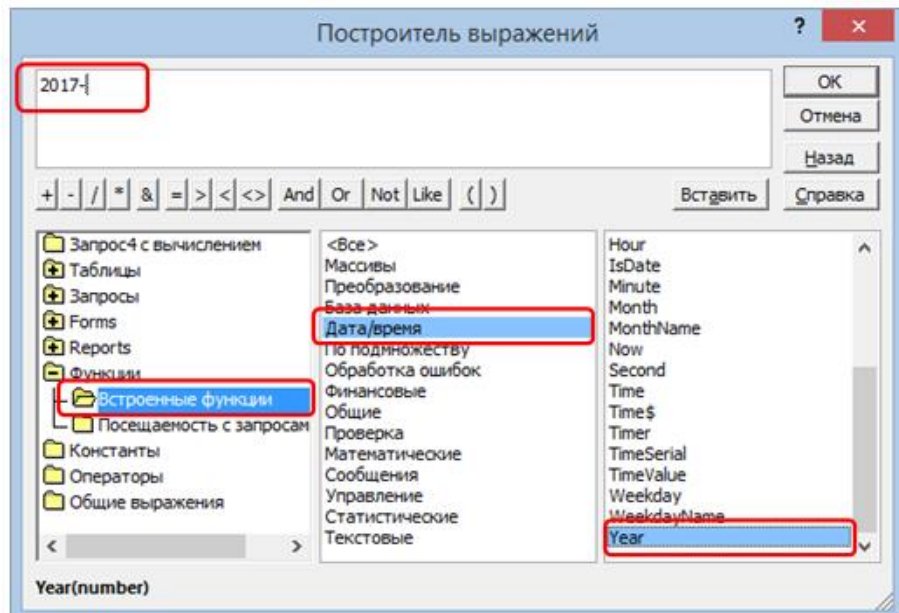 Построитель выражений
?
×
2017-
OK
Отмена
Назад
Справка
+ - / * & = > < <> And Or Not Like ( )
Вставить
Запрос4 с вычислением
Таблицы
Запросы
Forms
Reports
Функции
Встроенные функции
Посещаемость с запросам
Константы
Операторы
Общие выражения
<Все>
Массивы
Преобразование
База данных
Дата/время
По подмножеству
Обработка ошибок
Финансовые
Общие
Проверка
Математические
Сообщения
Управление
Статистические
Текстовые
Hour
IsDate
Minute
Month
MonthName
Now
Second
Time
Time$
Timer
TimeSerial
TimeValue
Weekday
WeekdayName
Year
Year(number)